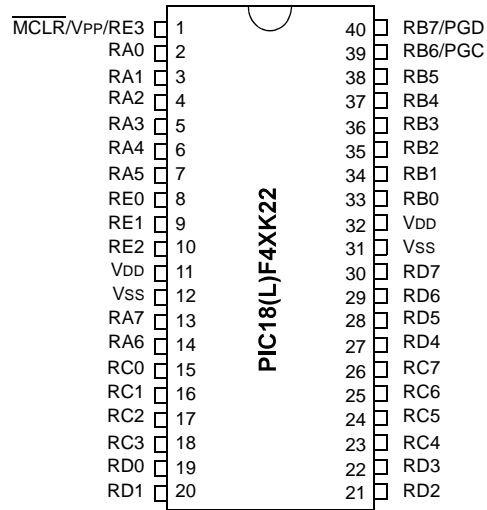 MCLR/VPP/RE3 1 40 RB7/PGD
RA0 2 39 RB6/PGC
RA1 3 38 RB5
RA2 4 37 RB4
RA3 5 36 RB3
RA4 6 35 RB2
RA5 7 34 RB1
RE0 8 33 RB0
RE1 9 32 VDD
RE2 10 31 VSS
VDD 11 30 RD7
VSS 12 29 RD6
RA7 13 28 RD5
RA6 14 27 RD4
RC0 15 26 RC7
RC1 16 25 RC6
RC2 17 24 RC5
RC3 18 23 RC4
RD0 19 22 RD3
RD1 20 21 RD2
PIC18(L)F4XK22